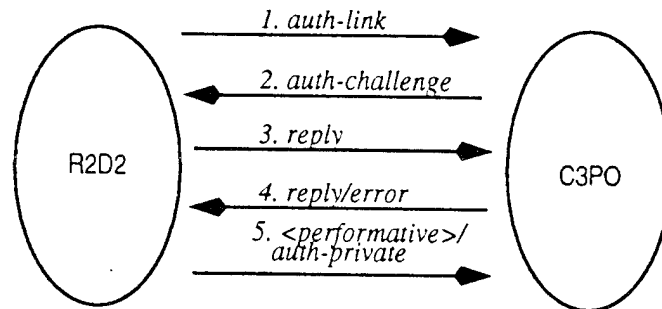 1. auth-link
2. auth-challenge
R2D2
3. reply
C3PO
4. reply/error
5. <performative>/
auth-private